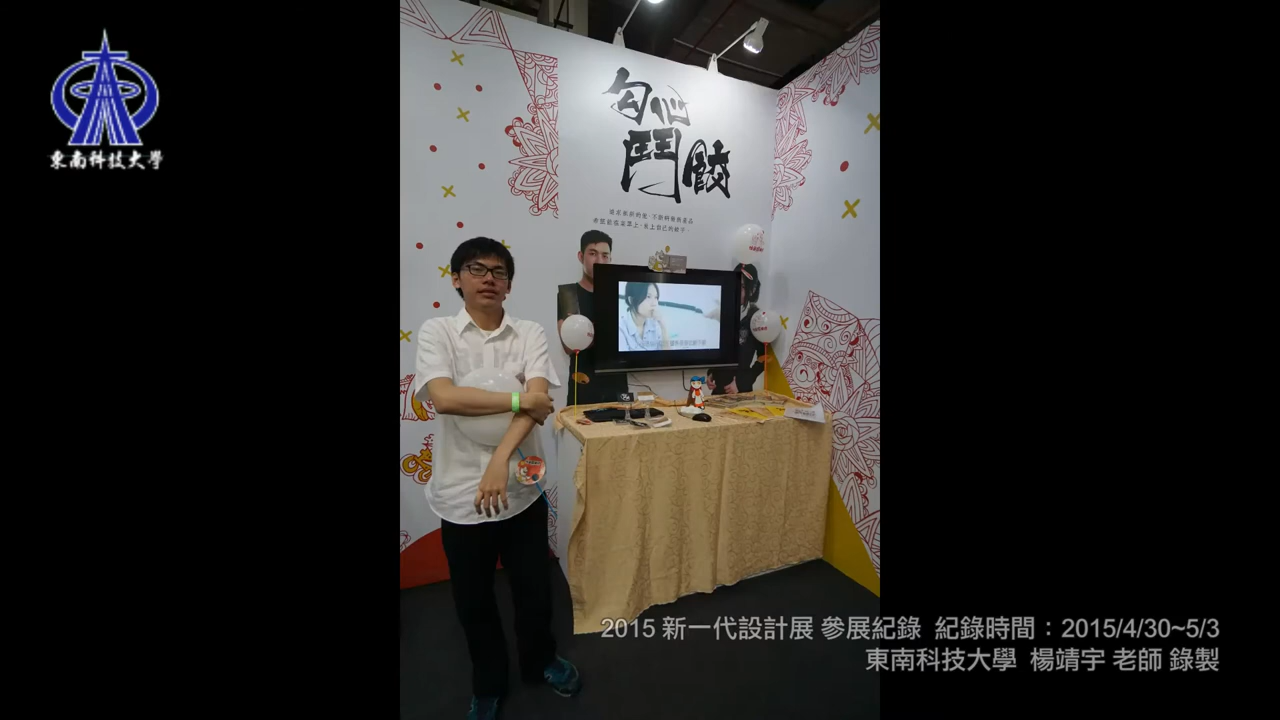 東南科技大學
勾心
鬥餃
2015 新一代設計展 參展紀錄 紀錄時間：2015/4/30~5/3
東南科技大學 楊靖宇 老師 錄製